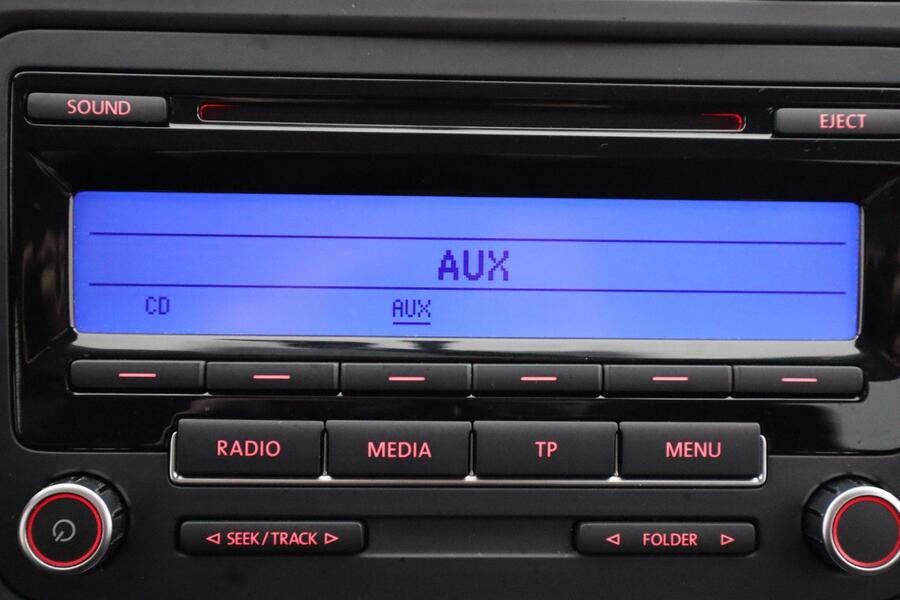 SOUND
EJECT
AUX
CD AUX
RADIO MEDIA TP MENU
SEEK/TRACK FOLDER